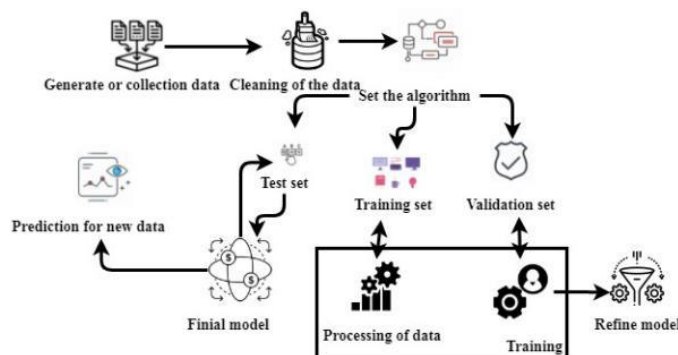 Generate or collection data
Cleaning of the data
Set the algorithm
Test set
Training set
Validation set
Prediction for new data
Finial model
Processing of data
Training
Refine model
$
$